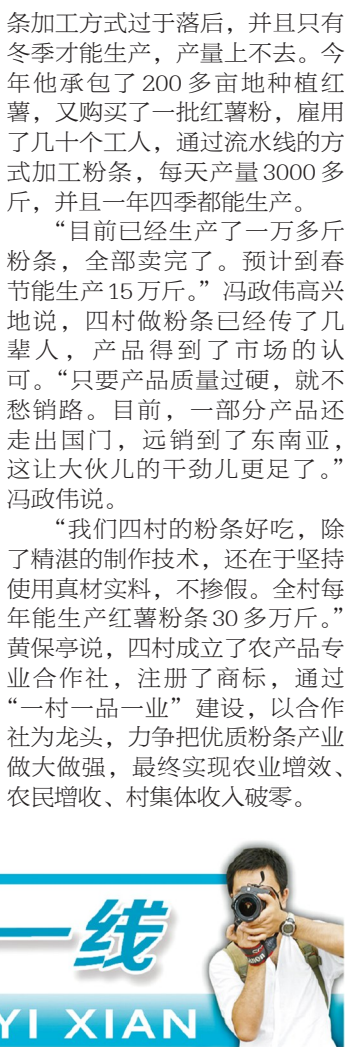 条加工方式过于落后，并且只有
冬季才能生产，产量上不去。今
年他承包了200多亩地种植红
薯，又购买了一批红薯粉，雇用
了几十个工人，通过流水线的方
式加工粉条，每天产量3000多
斤，并且一年四季都能生产。
“目前已经生产了一万多斤
粉条，全部卖完了。预计到春
节能生产15万斤。”冯政伟高兴
地说，四村做粉条已经传了几
辈人，产品得到了市场的认
可。“只要产品质量过硬，就不
愁销路。目前，一部分产品还
走出国门，远销到了东南亚，
这让大伙儿的干劲儿更足了。”
冯政伟说。
“我们四村的粉条好吃，除
了精湛的制作技术，还在于坚持
使用真材实料，不掺假。全村每
年能生产红薯粉条30多万斤。”
黄保亭说，四村成立了农产品专
业合作社，注册了商标，通过
“一村一品一业”建设，以合作
社为龙头，力争把优质粉条产业
做大做强，最终实现农业增效、
农民增收、村集体收入破零。
一线
YI XIAN